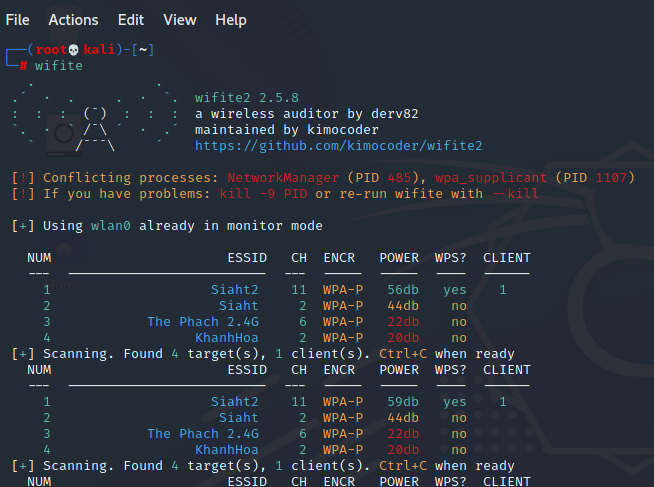 File Actions Edit View Help
(root💀kali)-[~]
# wifite
wifite2 2.5.8
a wireless auditor by derv82
maintained by kimocoder
https://github.com/kimocoder/wifite2
[!] Conflicting processes: NetworkManager (PID 485), wpa_supplicant (PID 1107)
[!] If you have problems: kill -9 PID or re-run wifite with --kill
[+] Using wlan0 already in monitor mode
NUM ESSID CH ENCR POWER WPS? CLIENT
--- ------------------------- --- ---- ----- ---- ------
1 Siaht2 11 WPA-P 56db yes 1
2 Siaht 2 WPA-P 44db no
3 The Phach 2.4G 6 WPA-P 22db no
4 KhanhHoa 2 WPA-P 20db no
[+] Scanning. Found 4 target(s), 1 client(s). Ctrl+C when ready
NUM ESSID CH ENCR POWER WPS? CLIENT
--- ------------------------- --- ---- ----- ---- ------
1 Siaht2 11 WPA-P 59db yes 1
2 Siaht 2 WPA-P 44db no
3 The Phach 2.4G 6 WPA-P 22db no
4 KhanhHoa 2 WPA-P 20db no
[+] Scanning. Found 4 target(s), 1 client(s). Ctrl+C when ready
NUM ESSID CH ENCR POWER WPS? CLIENT